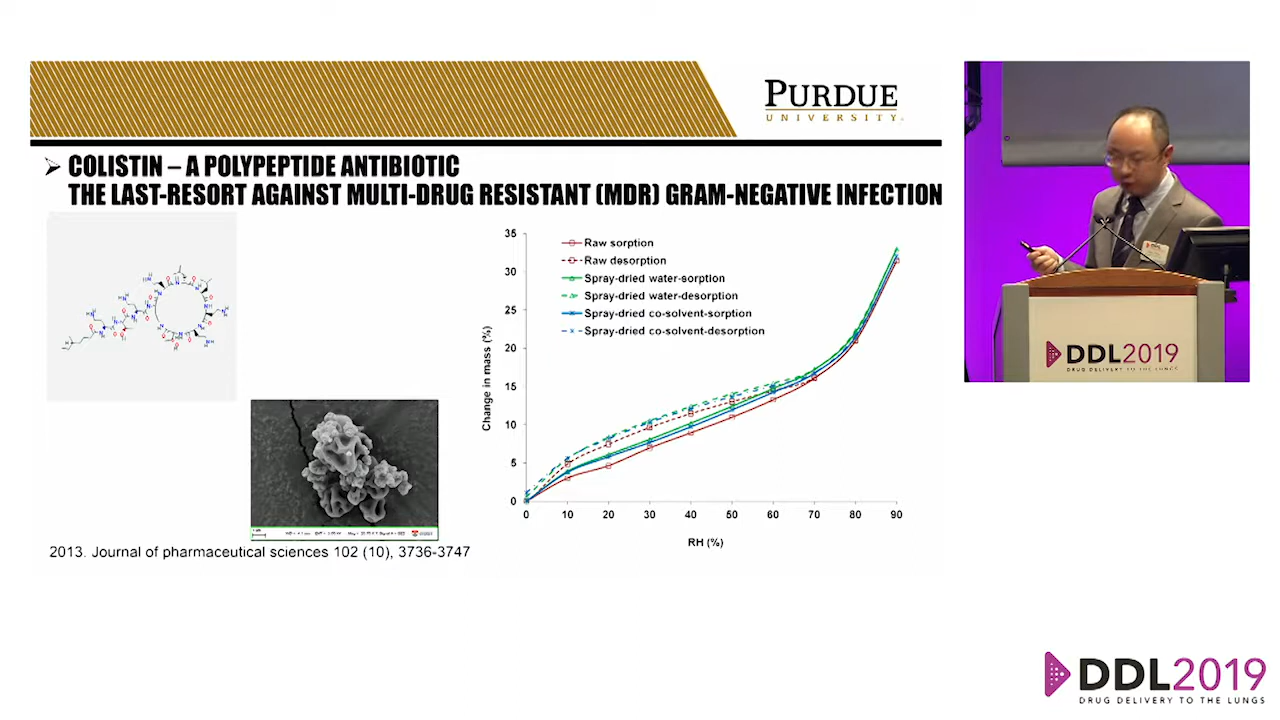 PURDUE
UNIVERSITY
COLISTIN – A POLYPEPTIDE ANTIBIOTIC
THE LAST-RESORT AGAINST MULTI-DRUG RESISTANT (MDR) GRAM-NEGATIVE INFECTION
35
30
25
20
15
10
5
0
Change in mass (%)
Raw sorption
Raw desorption
Spray-dried water-sorption
Spray-dried water-desorption
Spray-dried co-solvent-sorption
Spray-dried co-solvent-desorption
0 10 20 30 40 50 60 70 80 90
RH (%)
2013. Journal of pharmaceutical sciences 102 (10), 3736-3747
DDL2019
DRUG DELIVERY TO THE LUNGS
DDL2019
DRUG DELIVERY TO THE LUNGS